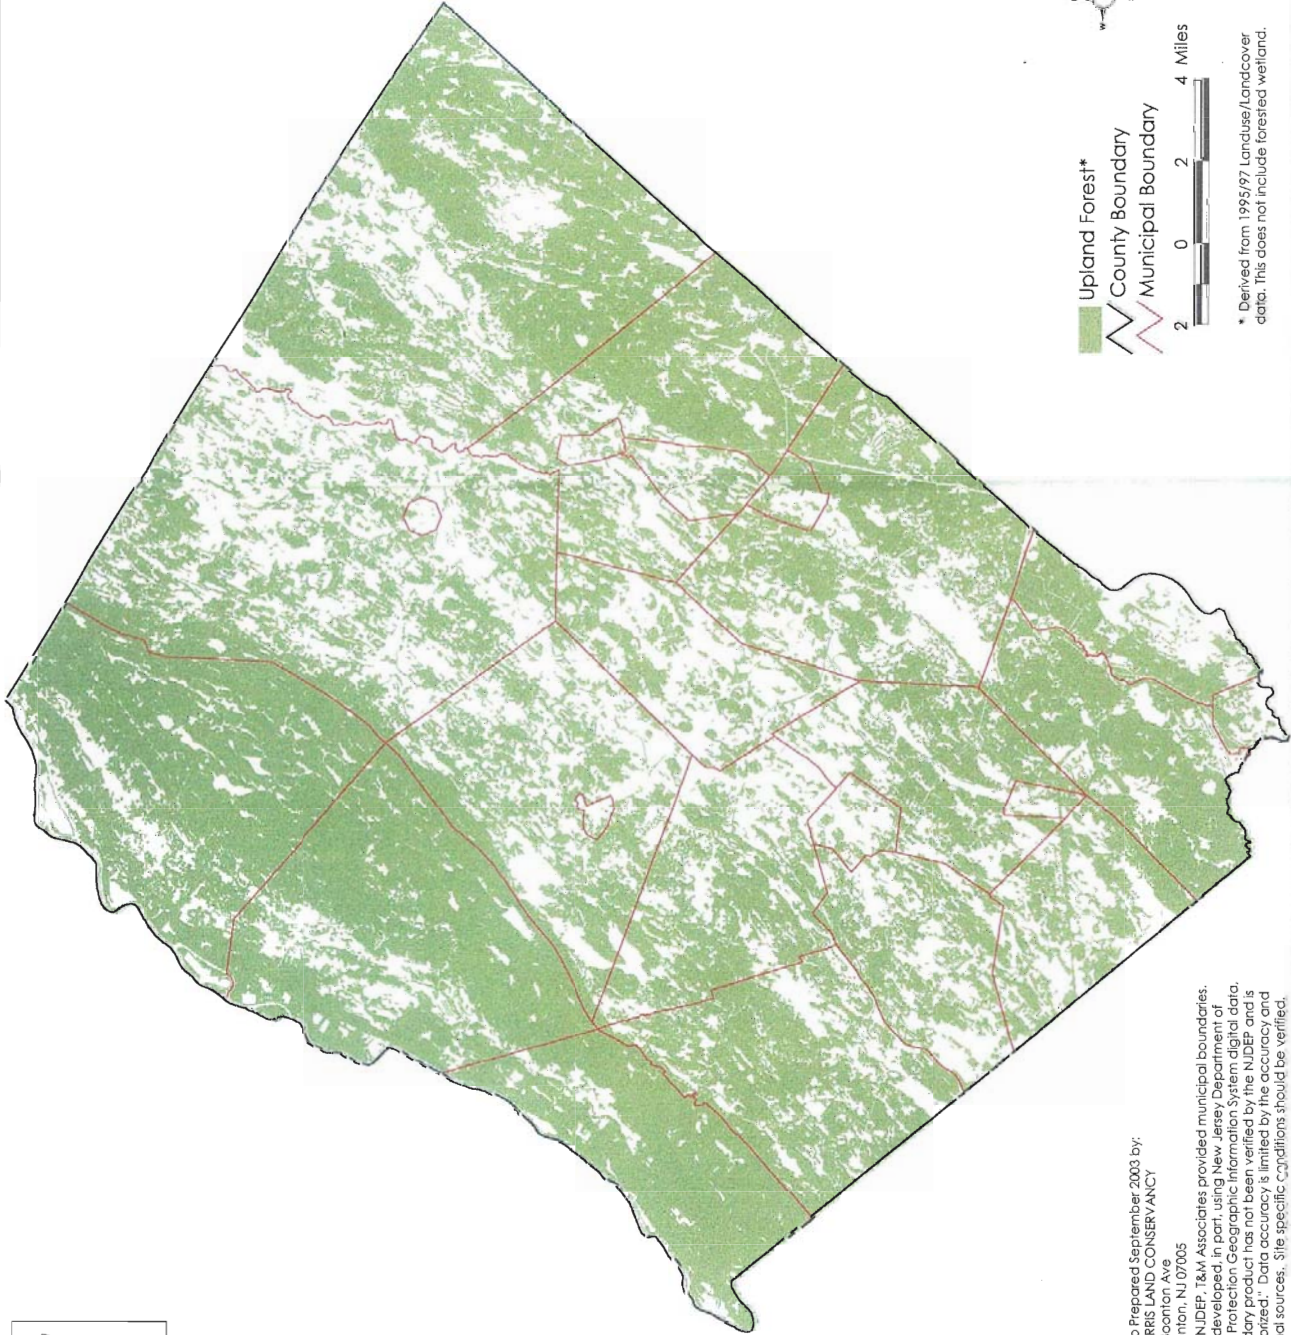 W
Upland Forest*
County Boundary
Municipal Boundary
2 0 2 4 Miles
* Derived from 1995/97 Landuse/Landcover
data. This does not include forested wetland.
Prepared September 2003 by:
RRIS LAND CONSERVANCY
oonton Ave
nton, NJ 07005
NJDEP, T&M Associates provided municipal boundaries.
developed, in part, using New Jersey Department of
Protection Geographic Information System digital data.
dary product has not been verified by the NJDEP and is
orized." Data accuracy is limited by the accuracy and
al sources. Site specific conditions should be verified.